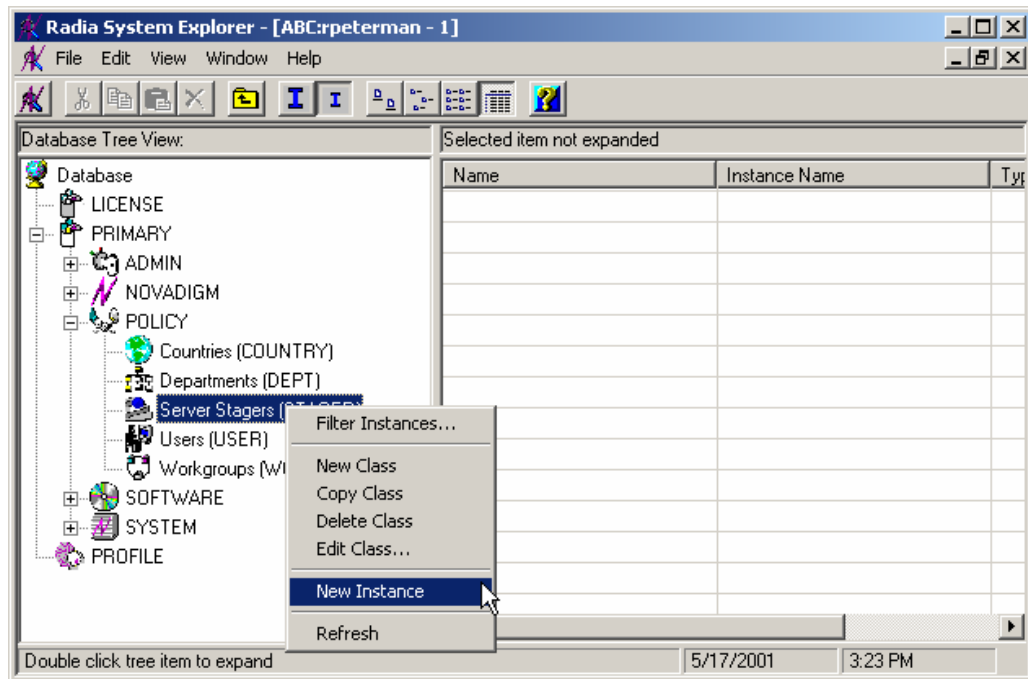 Radia System Explorer - [ABC:rpeterman - 1]
File Edit View Window Help
Database Tree View:
Selected item not expanded
Name Instance Name
Database
LICENSE
PRIMARY
ADMIN
NOVADIGM
POLICY
Countries (COUNTRY)
Departments (DEPT)
Server Stagers
Users (USER)
Workgroups
SOFTWARE
SYSTEM
PROFILE
Filter Instances...
New Class
Copy Class
Delete Class
Edit Class...
New Instance
Refresh
Double click tree item to expand
5/17/2001 3:23 PM